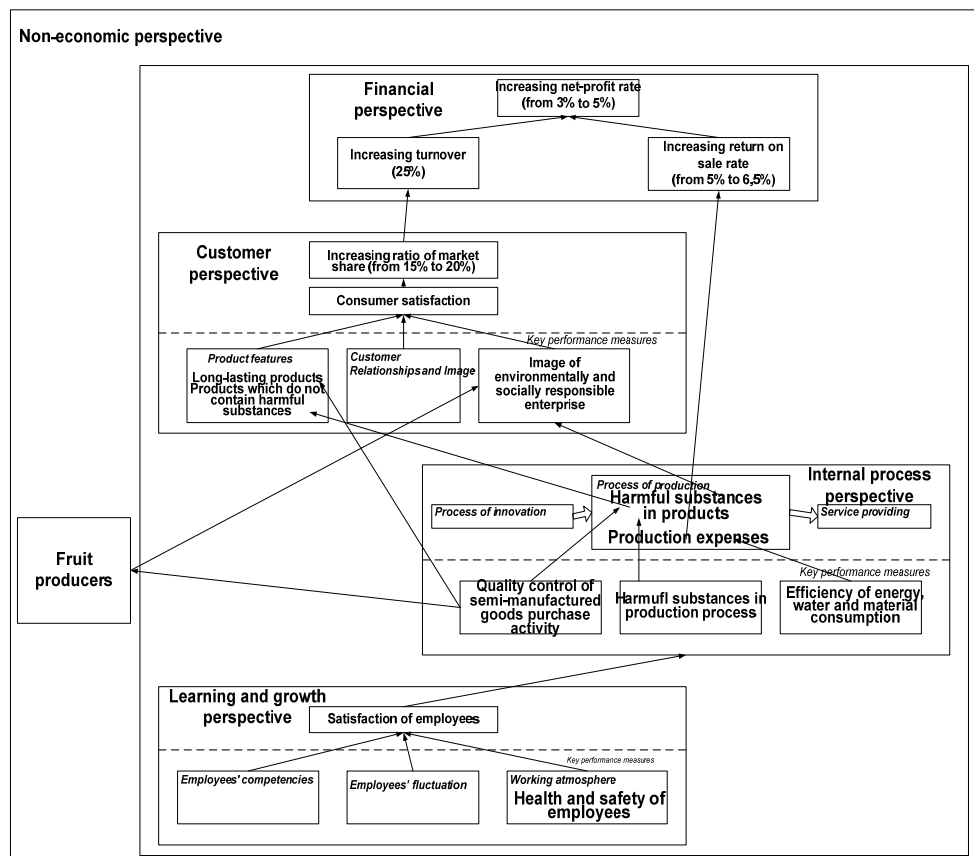 Non-economic perspective
Financial
perspective
Increasing net-profit rate
(from 3% to 5%)
Increasing turnover
(25%)
Increasing return on
sale rate
(from 5% to 6,5%)
Customer
perspective
Increasing ratio of market
share (from 15% to 20%)
Consumer satisfaction
Key performance measures
Product features
Long-lasting products
Products which do not
contain harmful
substances
Customer
Relationships and Image
Image of
environmentally and
socially responsible
enterprise
Internal process
perspective
Process of innovation
Process of production
Harmful substances
in products
Production expenses
Service providing
Key performance measures
Quality control of
semi-manufactured
goods purchase
activity
Harmufl substances in
production process
Efficiency of energy,
water and material
consumption
Fruit
producers
Learning and growth
perspective
Satisfaction of employees
Key performance measures
Employees' competencies
Employees' fluctuation
Working atmosphere
Health and safety of
employees